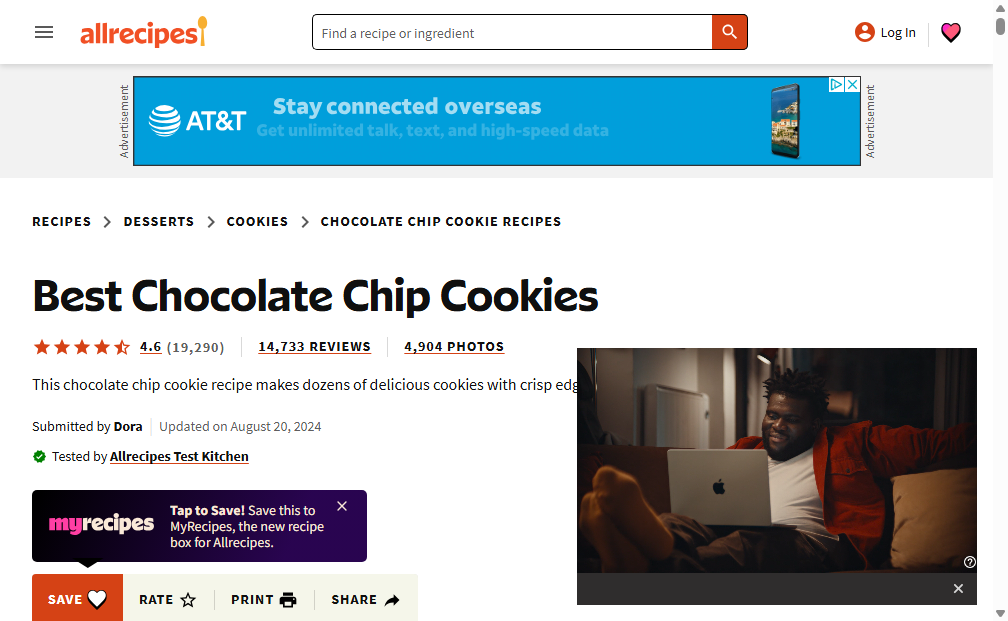 allrecipes
Find a recipe or ingredient
Log In
Advertisement
AT&T
Stay connected overseas
Get unlimited talk, text, and high-speed data
Advertisement
RECIPES > DESSERTS > COOKIES > CHOCOLATE CHIP COOKIE RECIPES
Best Chocolate Chip Cookies
4.6 (19,290) 14,733 REVIEWS 4,904 PHOTOS
This chocolate chip cookie recipe makes dozens of delicious cookies with crisp
Submitted by Dora Updated on August 20, 2024
Tested by Allrecipes Test Kitchen
myrecipes
Tap to Save! Save this to
MyRecipes, the new recipe
box for Allrecipes.
SAVE RATE PRINT SHARE